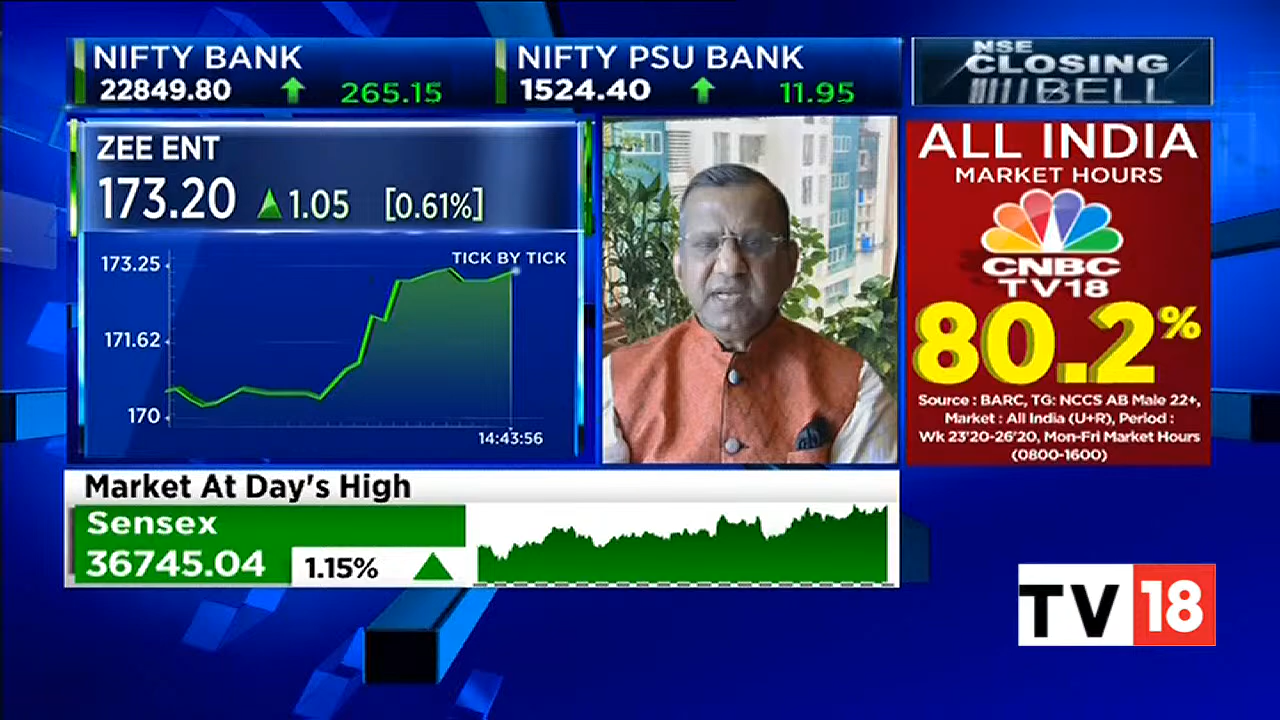 NIFTY BANK
22849.80 265.15
NIFTY PSU BANK
1524.40 11.95
NSE
CLOSING
BELL
ZEE ENT
173.20 1.05 [0.61%]
TICK BY TICK
173.25
171.62
170
14:43:56
ALL INDIA
MARKET HOURS
CNBC
TV18
80.2%
Source : BARC, TG: NCCS AB Male 22+,
Market : All India (U+R), Period :
Wk 23'20-26'20, Mon-Fri Market Hours
(0800-1600)
Market At Day's High
Sensex
36745.04 1.15%
TV18